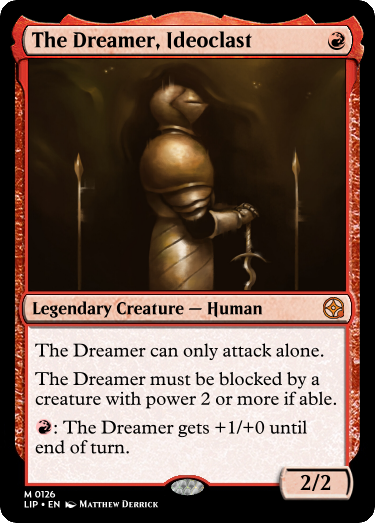 The Dreamer, Ideoclast
Legendary Creature — Human
The Dreamer can only attack alone.
The Dreamer must be blocked by a
creature with power 2 or more if able.
: The Dreamer gets +1/+0 until
end of turn.
2/2
M 0126
LIP • EN Matthew Derrick